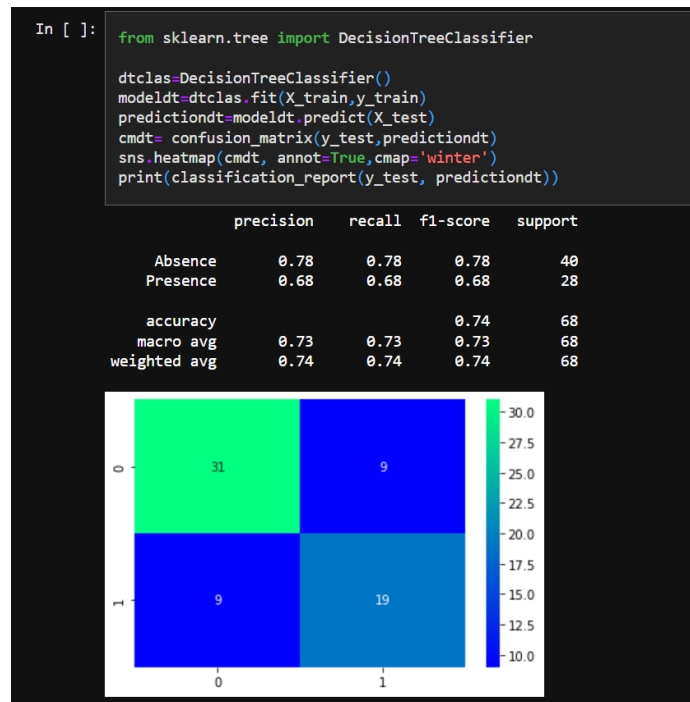 In [ ]:
from sklearn.tree import DecisionTreeClassifier
dtclas=DecisionTreeClassifier()
modeldt=dtclas.fit(X_train,y_train)
predictiondt=modeldt.predict(X_test)
cmdt= confusion_matrix(y_test,predictiondt)
sns.heatmap(cmdt, annot=True,cmap='winter')
print(classification_report(y_test, predictiondt))
precision recall f1-score support
Absence 0.78 0.78 0.78 40
Presence 0.68 0.68 0.68 28
accuracy 0.74 68
macro avg 0.73 0.73 0.73 68
weighted avg 0.74 0.74 0.74 68
0 31 9
1 9 19
0 1
30.0
27.5
25.0
22.5
20.0
17.5
15.0
12.5
10.0